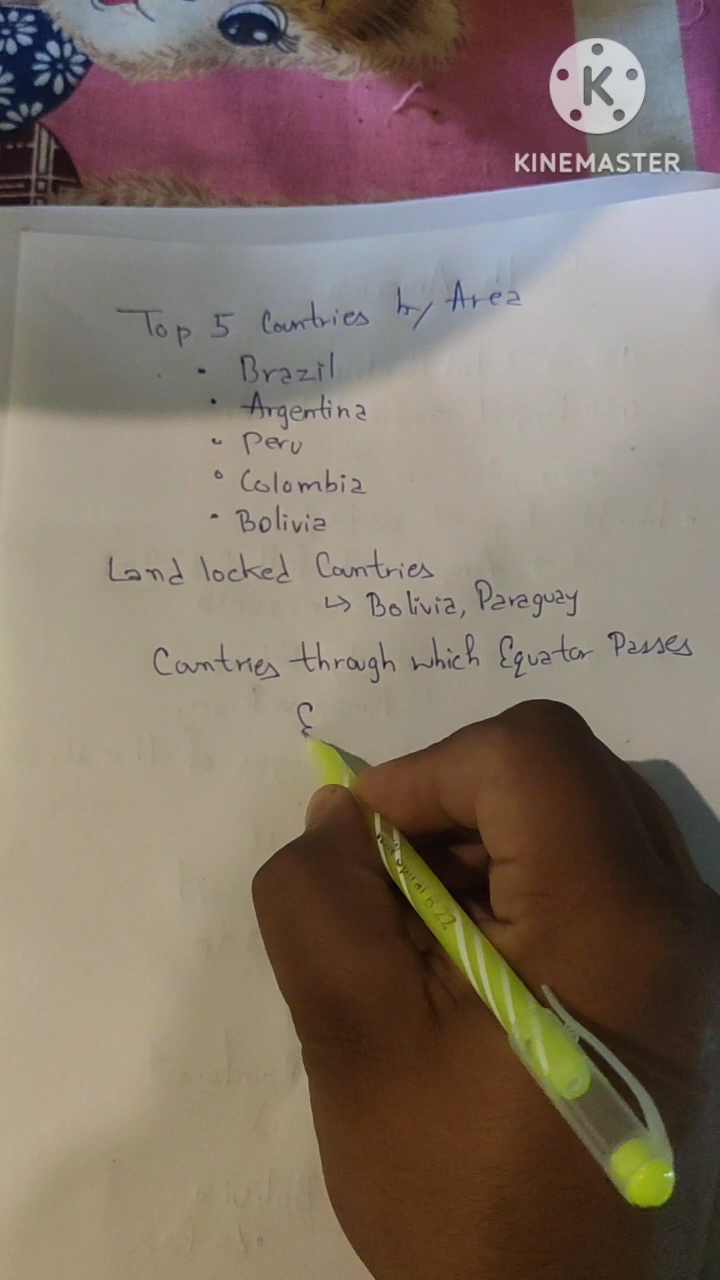 KINEMASTER
Top 5 Countries by Area
• Brazil
• Argentina
• Peru
• Colombia
• Bolivia
Land locked Countries
↳ Bolivia, Paraguay
Countries through which Equator Passes
E